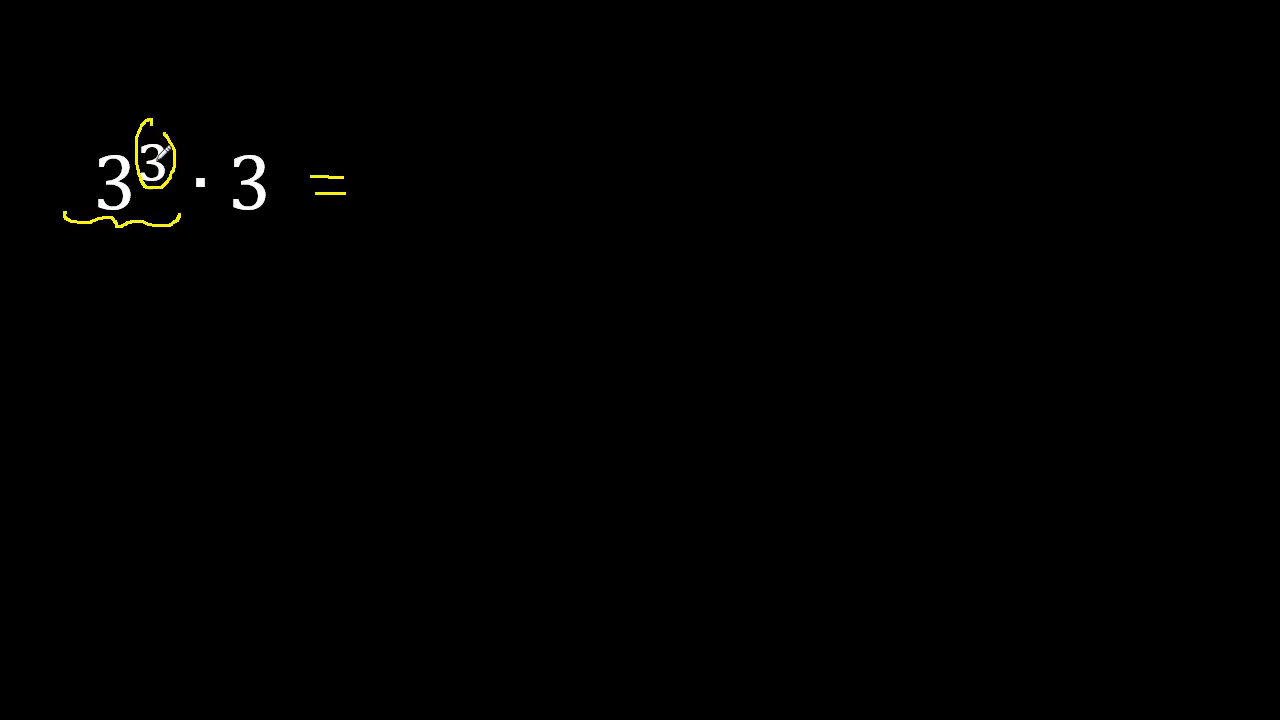 3³ · 3 =